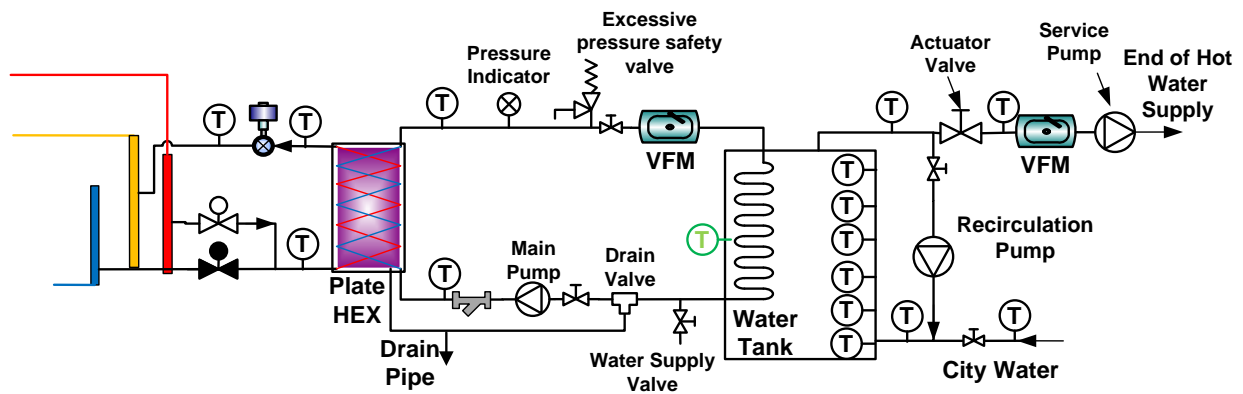 Excessive
pressure safety
valve
Pressure
Indicator
Actuator
Valve
Service
Pump
End of Hot
Water
Supply
T
T
T
T
T
VFM
VFM
T
T
T
Recirculation
Pump
T
T
Main
Pump
Drain
Valve
T
T
Plate
HEX
T
Water
Tank
T
T
T
Drain
Pipe
Water Supply
Valve
City Water